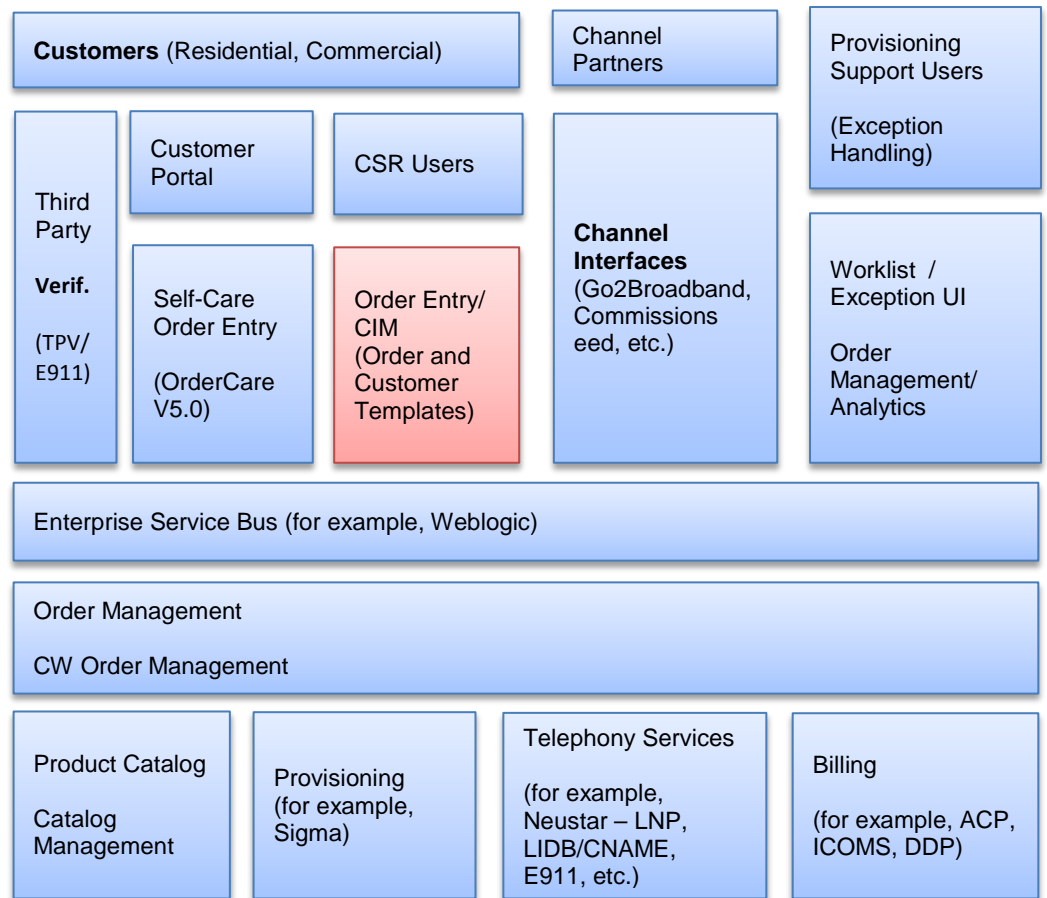 Customers (Residential, Commercial)
Channel
Partners
Provisioning
Support Users
(Exception
Handling)
Third
Party
Verif.
(TPV/
E911)
Customer
Portal
CSR Users
Self-Care
Order Entry
(OrderCare
V5.0)
Order Entry/
CIM
(Order and
Customer
Templates)
Channel
Interfaces
(Go2Broadband,
Commissions
eed, etc.)
Worklist /
Exception UI
Order
Management/
Analytics
Enterprise Service Bus (for example, Weblogic)
Order Management
CW Order Management
Product Catalog
Catalog
Management
Provisioning
(for example,
Sigma)
Telephony Services
(for example,
Neustar – LNP,
LIDB/CNAME,
E911, etc.)
Billing
(for example, ACP,
ICOMS, DDP)